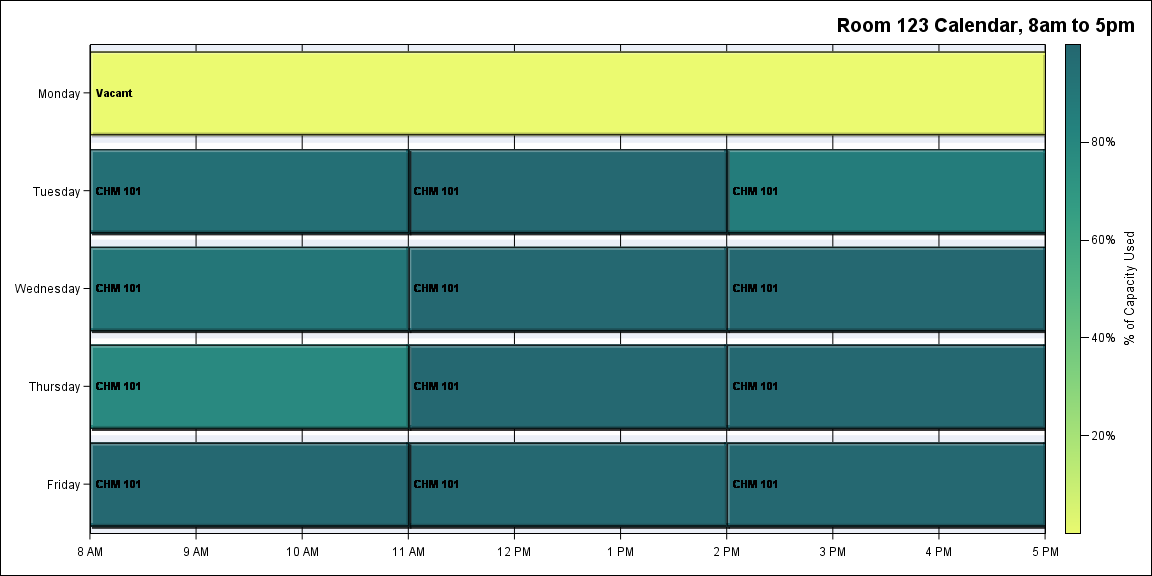 Room 123 Calendar, 8am to 5pm
Monday
Vacant
Tuesday
CHM 101
CHM 101
CHM 101
Wednesday
CHM 101
CHM 101
CHM 101
Thursday
CHM 101
CHM 101
CHM 101
Friday
CHM 101
CHM 101
CHM 101
8 AM
9 AM
10 AM
11 AM
12 PM
1 PM
2 PM
3 PM
4 PM
5 PM
80%
60%
40%
20%
% of Capacity Used